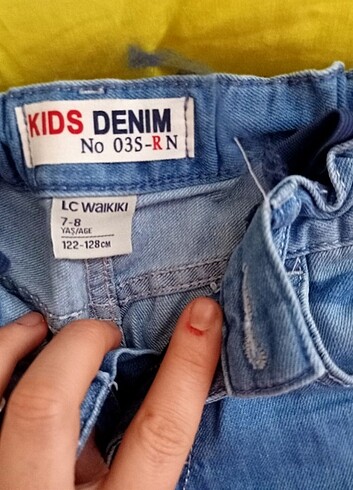 KIDS DENIM
No 03S-RN
LC WAIKIKI
7-8
YAŞ/AGE
122-128cm